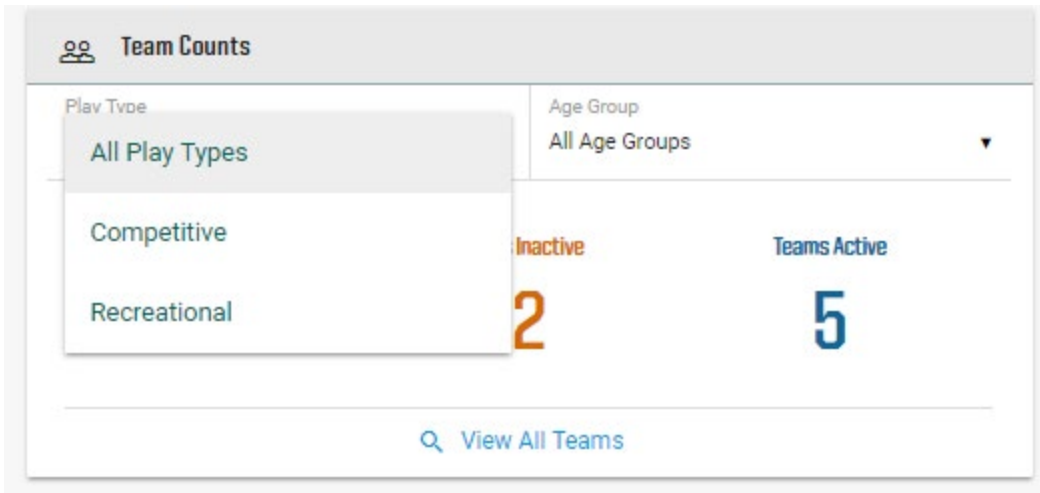 Team Counts
Play Type
Age Group
All Play Types
All Age Groups
Competitive
Inactive
Teams Active
Recreational
2
5
View All Teams